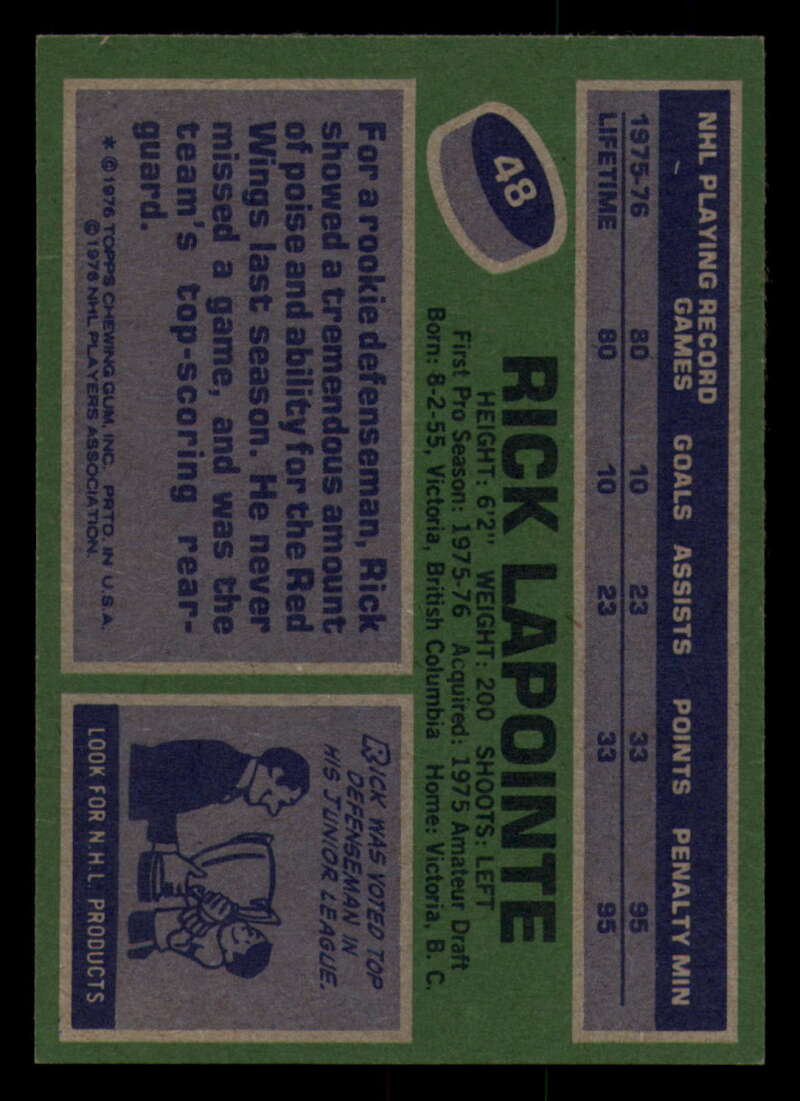 NHL PLAYING RECORD
GAMES GOALS ASSISTS POINTS PENALTY MIN
1975-76 80 10 23 33 95
LIFETIME 80 10 23 33 95
48
RICK LAPOINTE
HEIGHT: 6'2" WEIGHT: 200 SHOOTS: LEFT
First Pro Season: 1975-76 Acquired: 1975 Amateur Draft
Born: 8-2-55, Victoria, British Columbia Home: Victoria, B. C.
For a rookie defenseman, Rick
showed a tremendous amount
of poise and ability for the Red
Wings last season. He never
missed a game, and was the
team's top-scoring rear-
guard.
* © 1976 TOPPS CHEWING GUM, INC. PRTD. IN U.S.A.
© 1976 NHL PLAYERS ASSOCIATION.
RICK WAS VOTED TOP
DEFENSEMAN IN
HIS JUNIOR LEAGUE.
LOOK FOR N.H.L. PRODUCTS